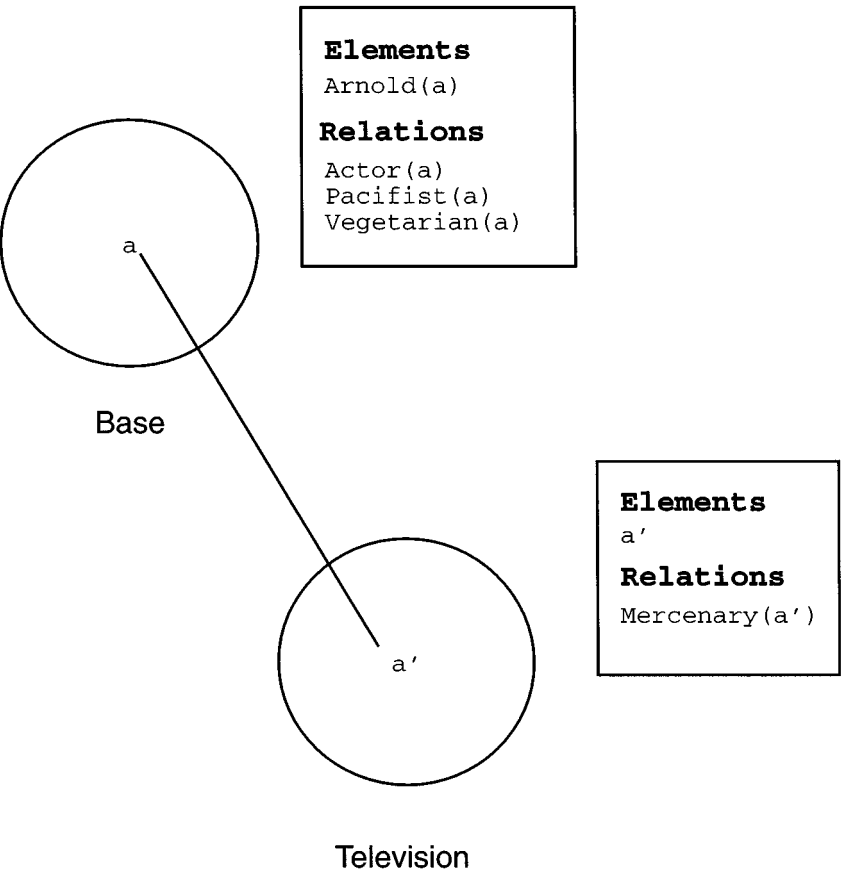 Elements
Arnold(a)
Relations
Actor(a)
Pacifist(a)
Vegetarian(a)
a
Base
Elements
a'
Relations
Mercenary(a')
a'
Television